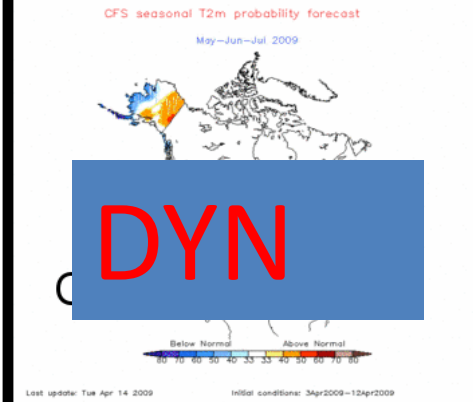 CFS seasonal T2m probability forecast
May-Jun-Jul 2009
DYN
Below Normal Above Normal
80 70 60 50 40 33 33 40 50 60 70 80
Last update: Tue Apr 14 2009 Initial conditions: 3Apr2009-12Apr2009